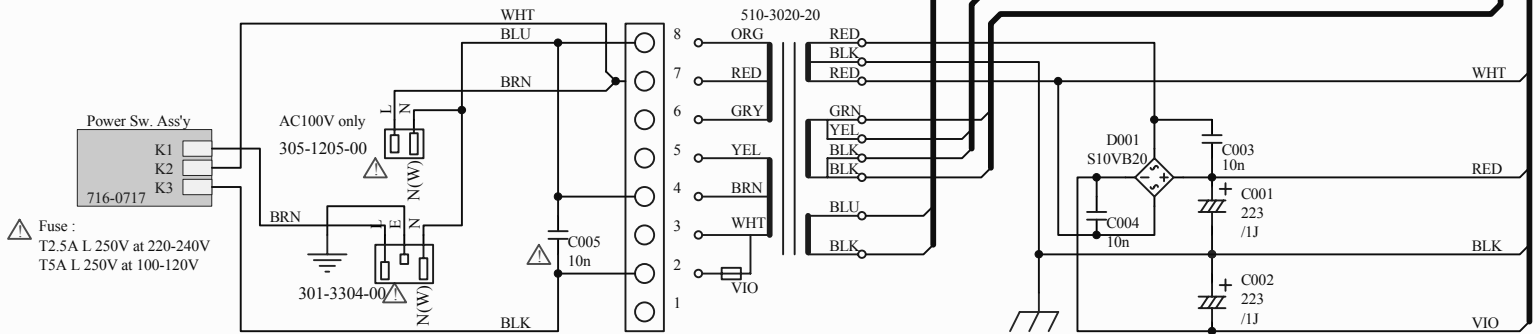 510-3020-20
WHT
BLU
BRN
8 ORG
7 RED
6 GRY
5 YEL
4 BRN
3 WHT
2
VIO
1
RED
BLK
RED
GRN
YEL
BLK
BLK
BLU
BLK
Power Sw. Ass'y
K1
K2
K3
716-0717
Fuse :
T2.5A L 250V at 220-240V
T5A L 250V at 100-120V
L
N
AC100V only
305-1205-00
N(W)
BRN
L
E
N
301-3304-00
N(W)
C005
10n
BLK
D001
S10VB20
C003
10n
C001
223
/1J
C004
10n
C002
223
/1J
WHT
RED
BLK
VIO